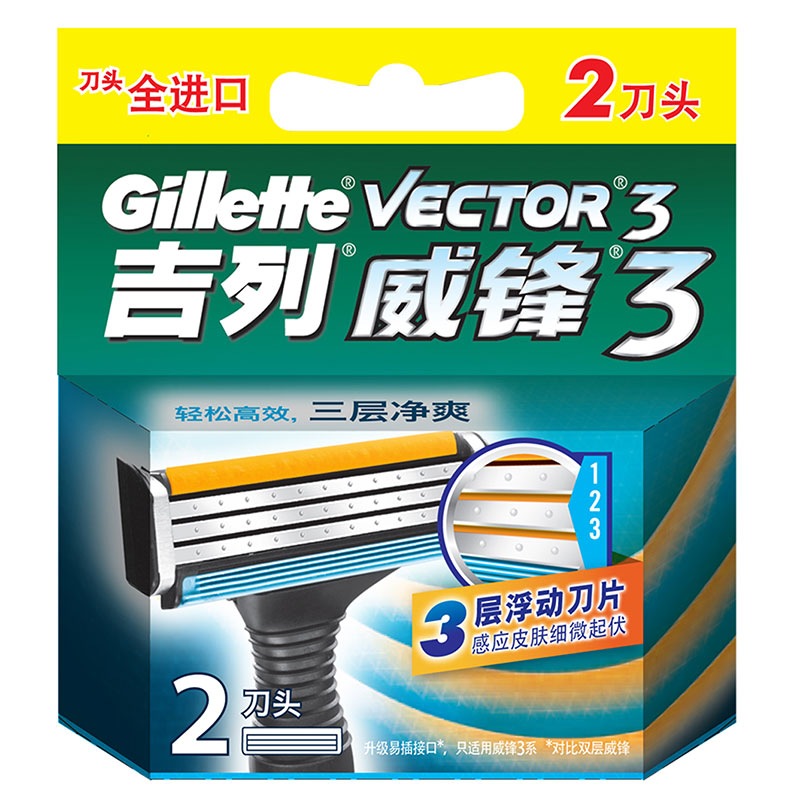 刀头全进口
2刀头
Gillette® VECTOR® 3
吉列® 威锋® 3
轻松高效, 三层净爽
1
2
3
3层浮动刀片
感应皮肤细微起伏
2刀头
升级易插接口*, 只适用威锋3系 *对比双层威锋